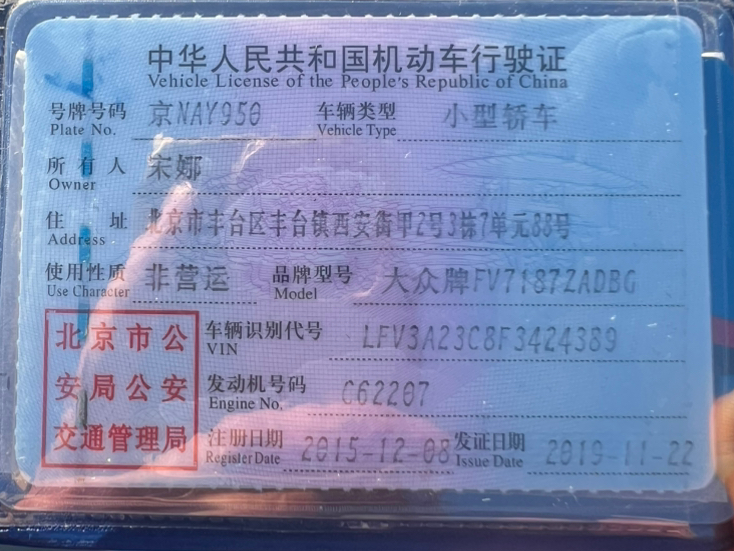 中华人民共和国机动车行驶证
Vehicle License of the People's Republic of China
号牌号码 京NAY950 车辆类型 小型轿车
Plate No. Vehicle Type
所有人 宋娜
Owner
住址 北京市丰台区丰台镇西安街甲2号3栋7单元88号
Address
使用性质 非营运 品牌型号 大众牌FV7187ZADBG
Use Character Model
北京市公
安局公安
交通管理局
车辆识别代号 LFV3A23C8F3424389
VIN
发动机号码 C62207
Engine No.
注册日期 2015-12-08 发证日期 2019-11-22
Register Date Issue Date